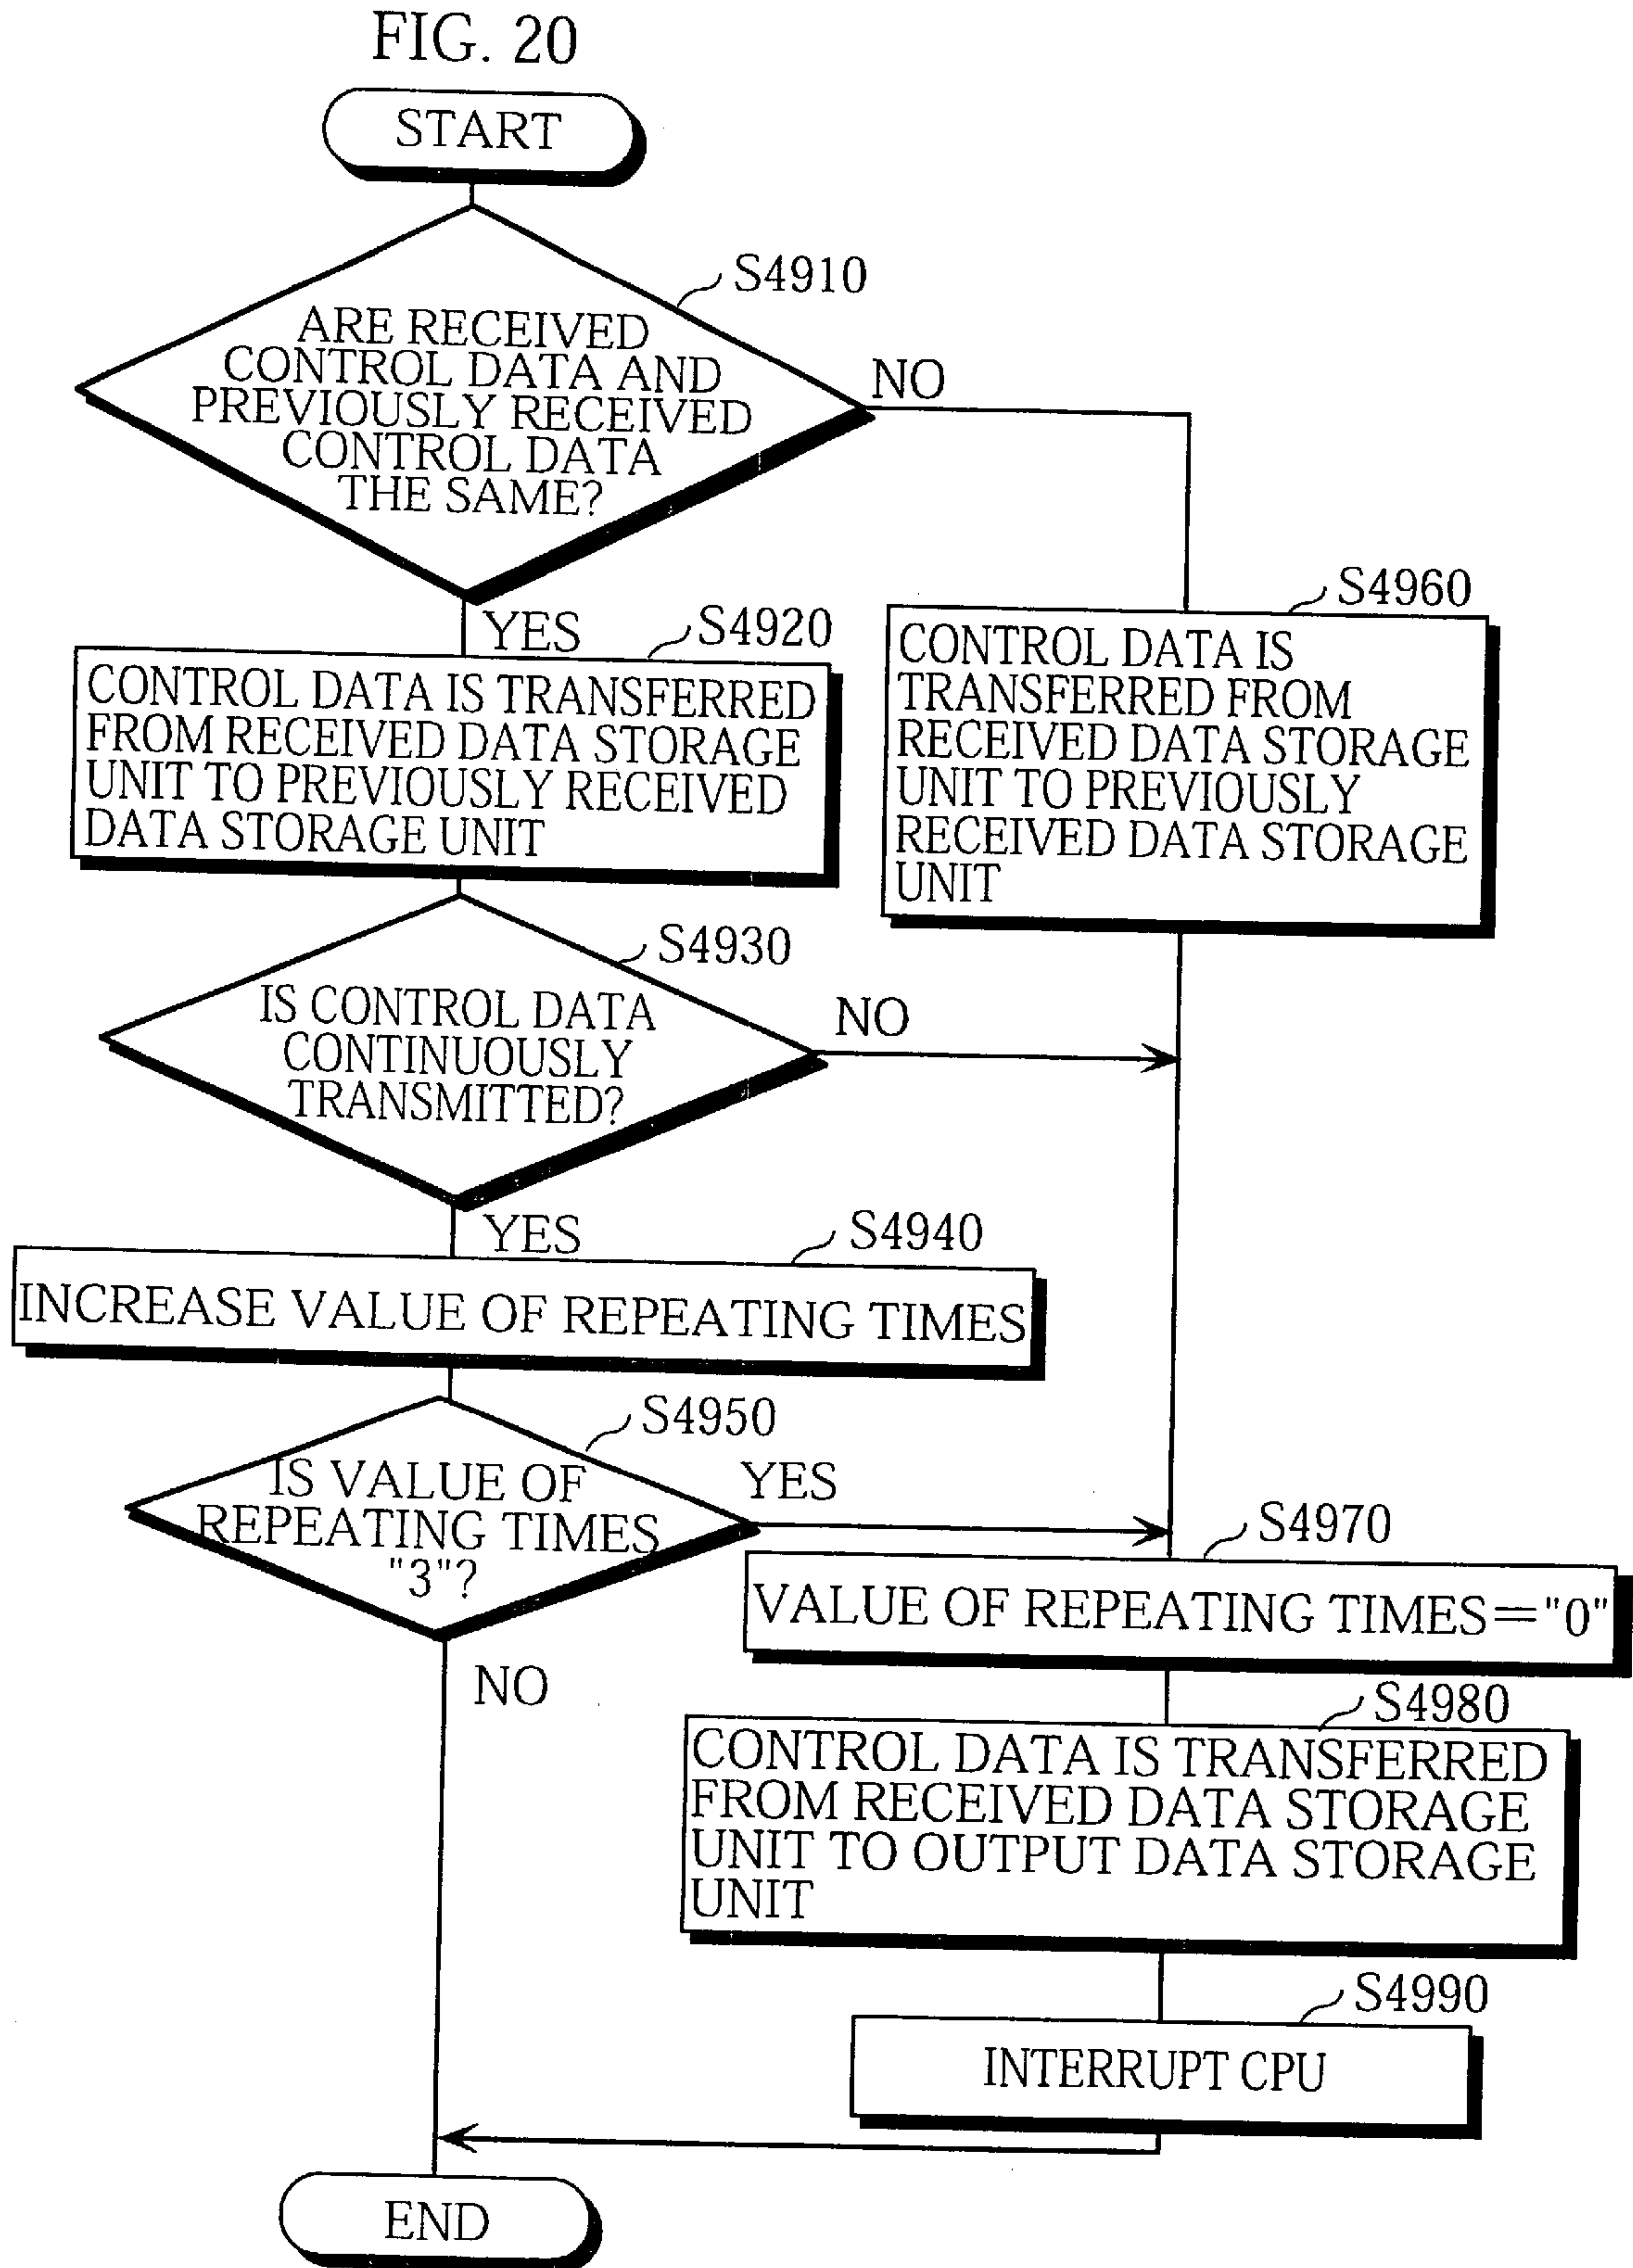 FIG. 20
START
S4910
ARE RECEIVED
CONTROL DATA AND
PREVIOUSLY RECEIVED
CONTROL DATA
THE SAME?
NO
YES
S4920
CONTROL DATA IS TRANSFERRED
FROM RECEIVED DATA STORAGE
UNIT TO PREVIOUSLY RECEIVED
DATA STORAGE UNIT
S4960
CONTROL DATA IS
TRANSFERRED FROM
RECEIVED DATA STORAGE
UNIT TO PREVIOUSLY
RECEIVED DATA STORAGE
UNIT
S4930
IS CONTROL DATA
CONTINUOUSLY
TRANSMITTED?
NO
YES
S4940
INCREASE VALUE OF REPEATING TIMES
S4950
IS VALUE OF
REPEATING TIMES
"3"?
YES
NO
S4970
VALUE OF REPEATING TIMES="0"
S4980
CONTROL DATA IS TRANSFERRED
FROM RECEIVED DATA STORAGE
UNIT TO OUTPUT DATA STORAGE
UNIT
S4990
INTERRUPT CPU
END